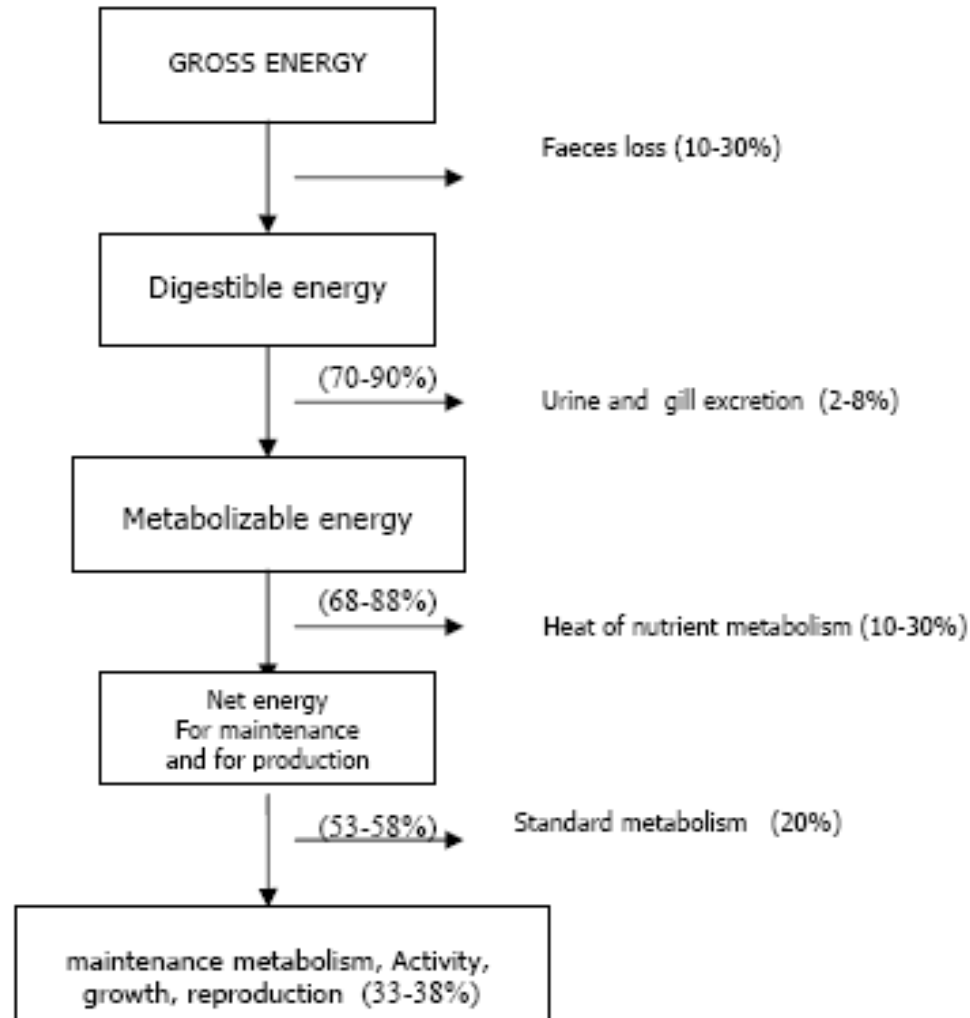 GROSS ENERGY
Faeces loss (10-30%)
Digestible energy
(70-90%)
Urine and gill excretion (2-8%)
Metabolizable energy
(68-88%)
Heat of nutrient metabolism (10-30%)
Net energy
For maintenance
and for production
(53-58%)
Standard metabolism (20%)
maintenance metabolism, Activity,
growth, reproduction (33-38%)